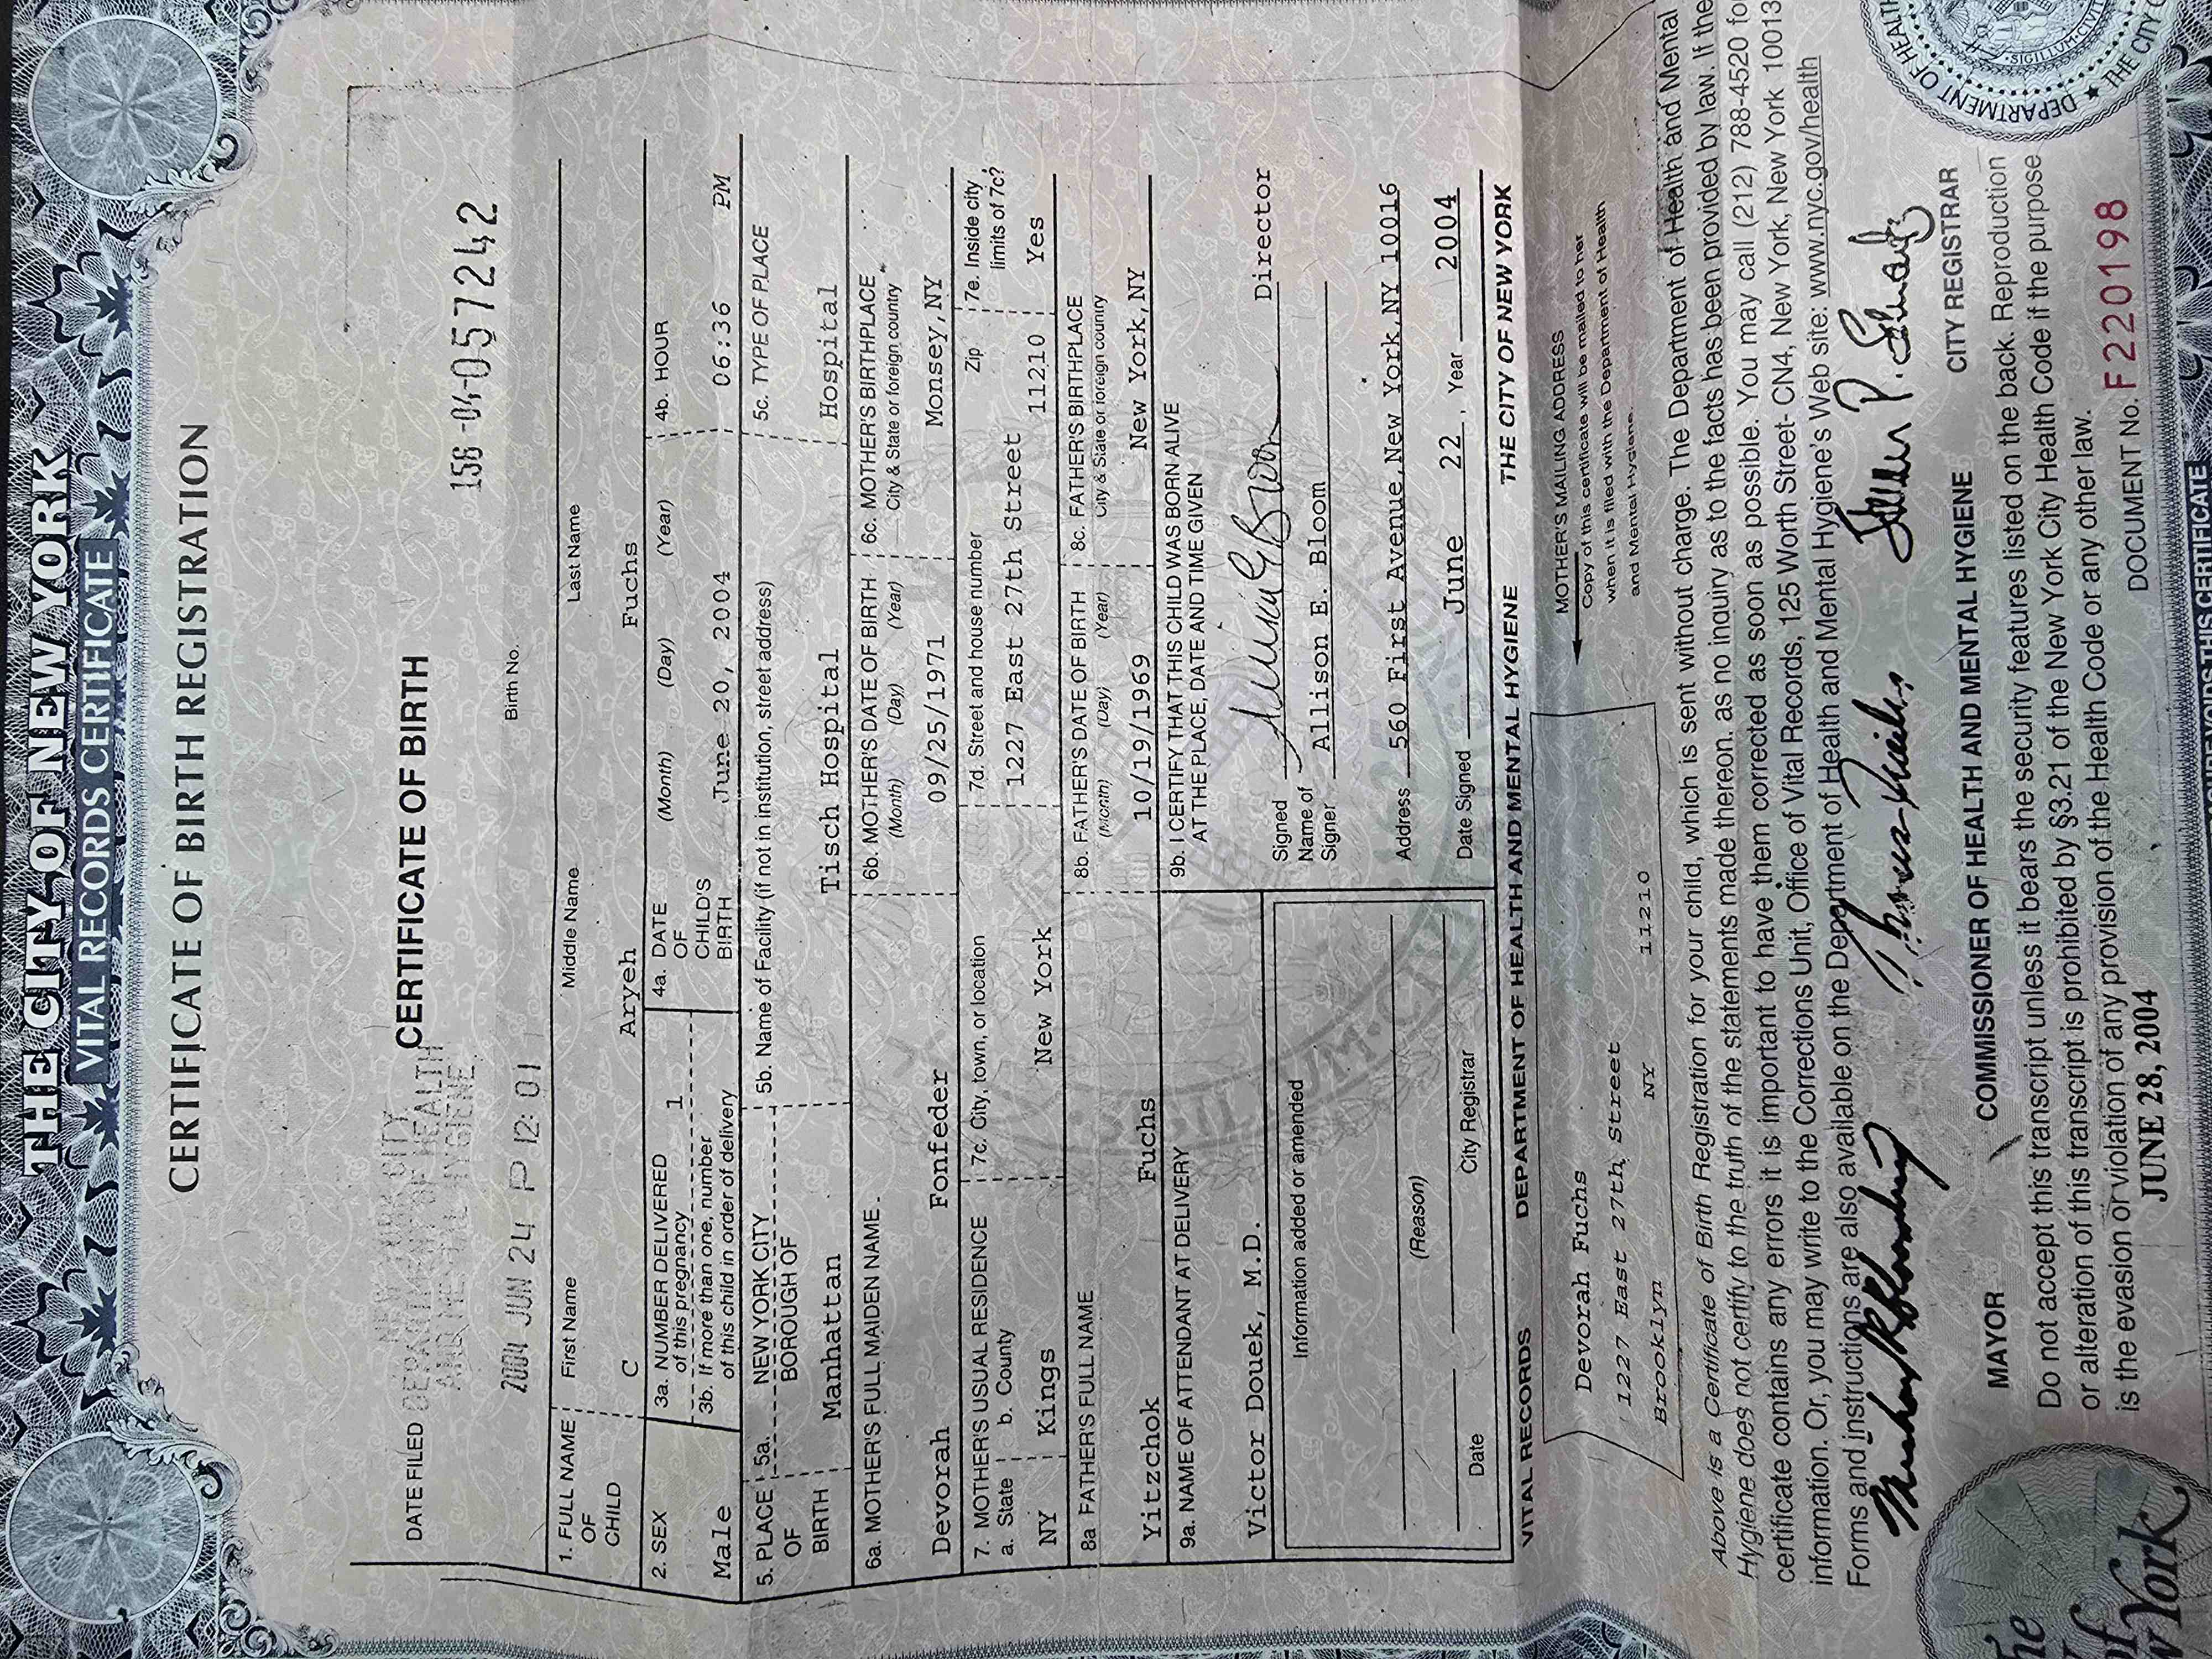 THE CITY OF NEW YORK
VITAL RECORDS CERTIFICATE
CERTIFICATE OF BIRTH REGISTRATION
DATE FILED
NEW YORK CITY
DEPARTMENT OF HEALTH
AND MENTAL HYGIENE
CERTIFICATE OF BIRTH
156-04-057242
2004 JUN 24 P 12:01
Birth No.
1. FULL NAME OF CHILD First Name Middle Name Last Name
C Aryeh Fuchs
2. SEX
Male
3a. NUMBER DELIVERED of this pregnancy 1
3b. If more than one, number of this child in order of delivery
4a. DATE OF CHILD'S BIRTH (Month) (Day) (Year)
June 20, 2004
4b. HOUR
06:36 PM
5. PLACE OF BIRTH
5a. NEW YORK CITY BOROUGH OF
Manhattan
5b. Name of Facility (if not in institution, street address)
Tisch Hospital
5c. TYPE OF PLACE
Hospital
6a. MOTHER'S FULL MAIDEN NAME
Devorah Fonfeder
6b. MOTHER'S DATE OF BIRTH
(Month) (Day) (Year)
09/25/1971
6c. MOTHER'S BIRTHPLACE
City & State or foreign country
Monsey,NY
7. MOTHER'S USUAL RESIDENCE
a. State b. County
NY Kings
7c. City, town, or location
New York
7d. Street and house number
1227 East 27th Street
Zip
11210
7e. Inside city limits of 7c?
Yes
8a FATHER'S FULL NAME
Yitzchok Fuchs
8b. FATHER'S DATE OF BIRTH
(Month) (Day) (Year)
10/19/1969
8c. FATHER'S BIRTHPLACE
City & State or foreign country
New York,NY
9a. NAME OF ATTENDANT AT DELIVERY
Victor Douek, M.D.
9b. I CERTIFY THAT THIS CHILD WAS BORN ALIVE
AT THE PLACE, DATE AND TIME GIVEN
Signed Director
Name of Signer Allison E. Bloom
Address 560 First Avenue,New York,NY 10016
Date Signed June 22, Year 2004
Information added or amended
(Reason)
Date City Registrar
VITAL RECORDS DEPARTMENT OF HEALTH AND MENTAL HYGIENE THE CITY OF NEW YORK
Devorah Fuchs
1227 East 27th Street
Brooklyn NY 11210
MOTHER'S MAILING ADDRESS
Copy of this certificate will be mailed to her
when it is filed with the Department of Health
and Mental Hygiene.
Above is a Certificate of Birth Registration for your child, which is sent without charge. The Department of Health and Mental
Hygiene does not certify to the truth of the statements made thereon, as no inquiry as to the facts has been provided by law. If the
certificate contains any errors it is important to have them corrected as soon as possible. You may call (212) 788-4520 for
information. Or, you may write to the Corrections Unit, Office of Vital Records, 125 Worth Street- CN4, New York, New York 10013
Forms and instructions are also available on the Department of Health and Mental Hygiene's Web site: www.nyc.gov/health
MAYOR COMMISSIONER OF HEALTH AND MENTAL HYGIENE CITY REGISTRAR
Do not accept this transcript unless it bears the security features listed on the back. Reproduction
or alteration of this transcript is prohibited by §3.21 of the New York City Health Code if the purpose
is the evasion or violation of any provision of the Health Code or any other law.
JUNE 28, 2004
DOCUMENT No. F220198
DEPARTMENT OF HEALTH
THE CITY
THIS CERTIFICATE